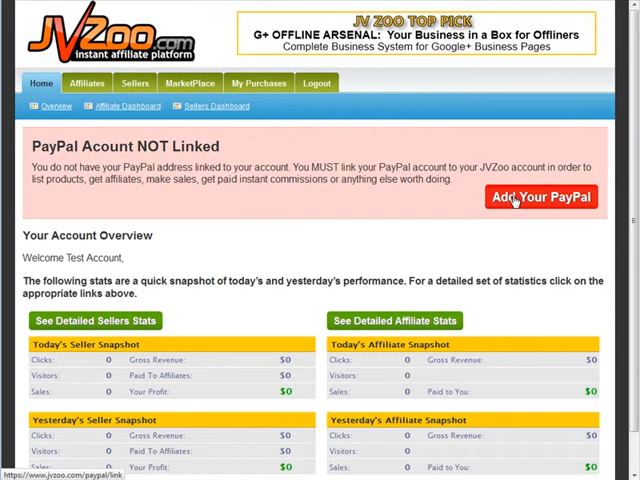 JVZoo.com
instant affiliate platform
JV ZOO TOP PICK
G+ OFFLINE ARSENAL: Your Business in a Box for Offliners
Complete Business System for Google+ Business Pages
Home Affiliates Sellers MarketPlace My Purchases Logout
Overview Affiliate Dashboard Sellers Dashboard
PayPal Acount NOT Linked
You do not have your PayPal address linked to your account. You MUST link your PayPal account to your JVZoo account in order to
list products, get affiliates, make sales, get paid instant commissions or anything else worth doing.
Add Your PayPal
Your Account Overview
Welcome Test Account,
The following stats are a quick snapshot of today's and yesterday's performance. For a detailed set of statistics click on the
appropriate links above.
See Detailed Sellers Stats
Today's Seller Snapshot
Clicks: 0 Gross Revenue: $0
Visitors: 0 Paid To Affiliates: $0
Sales: 0 Your Profit: $0
Yesterday's Seller Snapshot
Clicks: 0 Gross Revenue: $0
Visitors: 0 Paid To Affiliates: $0
Sales: 0 Your Profit: $0
See Detailed Affiliate Stats
Today's Affiliate Snapshot
Clicks: 0 Gross Revenue: $0
Visitors: 0
Sales: 0 Paid to You: $0
Yesterday's Affiliate Snapshot
Clicks: 0 Gross Revenue: $0
Visitors: 0
Sales: 0 Paid to You: $0
https://www.jvzoo.com/paypal/link